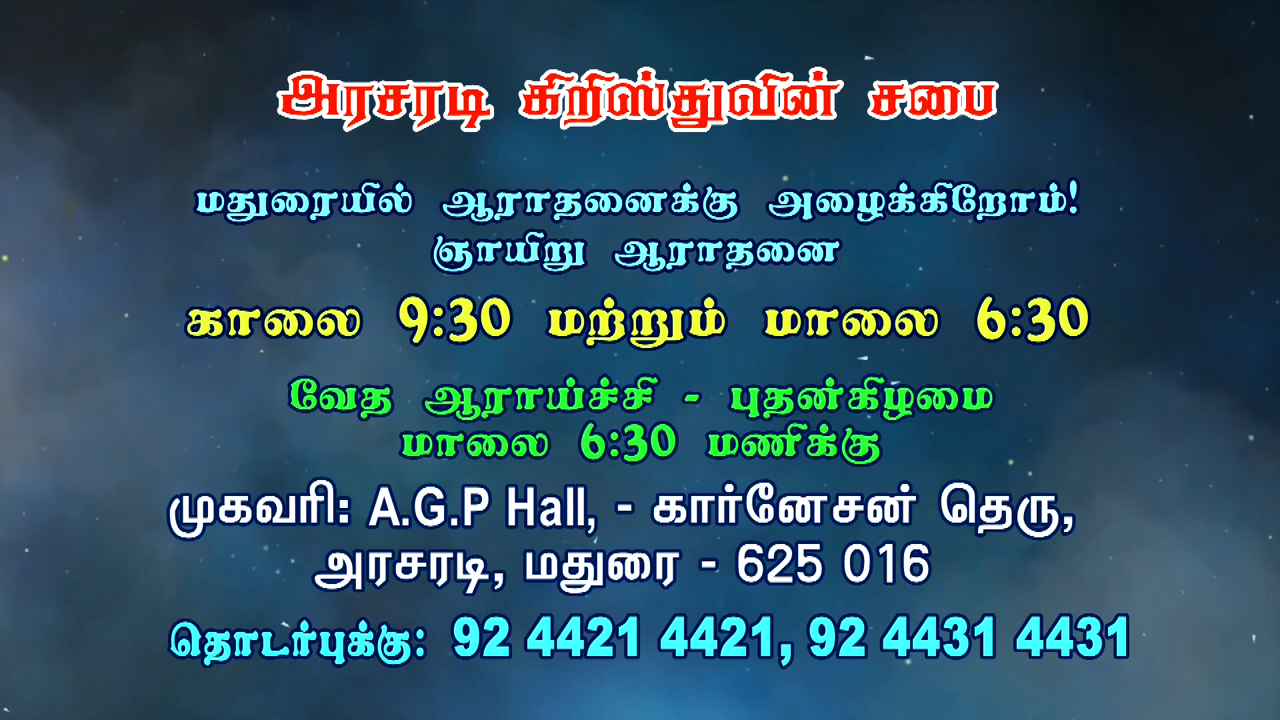 அரசரடி கிறிஸ்துவின் சபை
மதுரையில் ஆராதனைக்கு அழைக்கிறோம்!
ஞாயிறு ஆராதனை
காலை 9:30 மற்றும் மாலை 6:30
வேத ஆராய்ச்சி - புதன்கிழமை
மாலை 6:30 மணிக்கு
முகவரி: A.G.P Hall, - கார்னேசன் தெரு,
அரசரடி, மதுரை - 625 016
தொடர்புக்கு: 92 4421 4421, 92 4431 4431